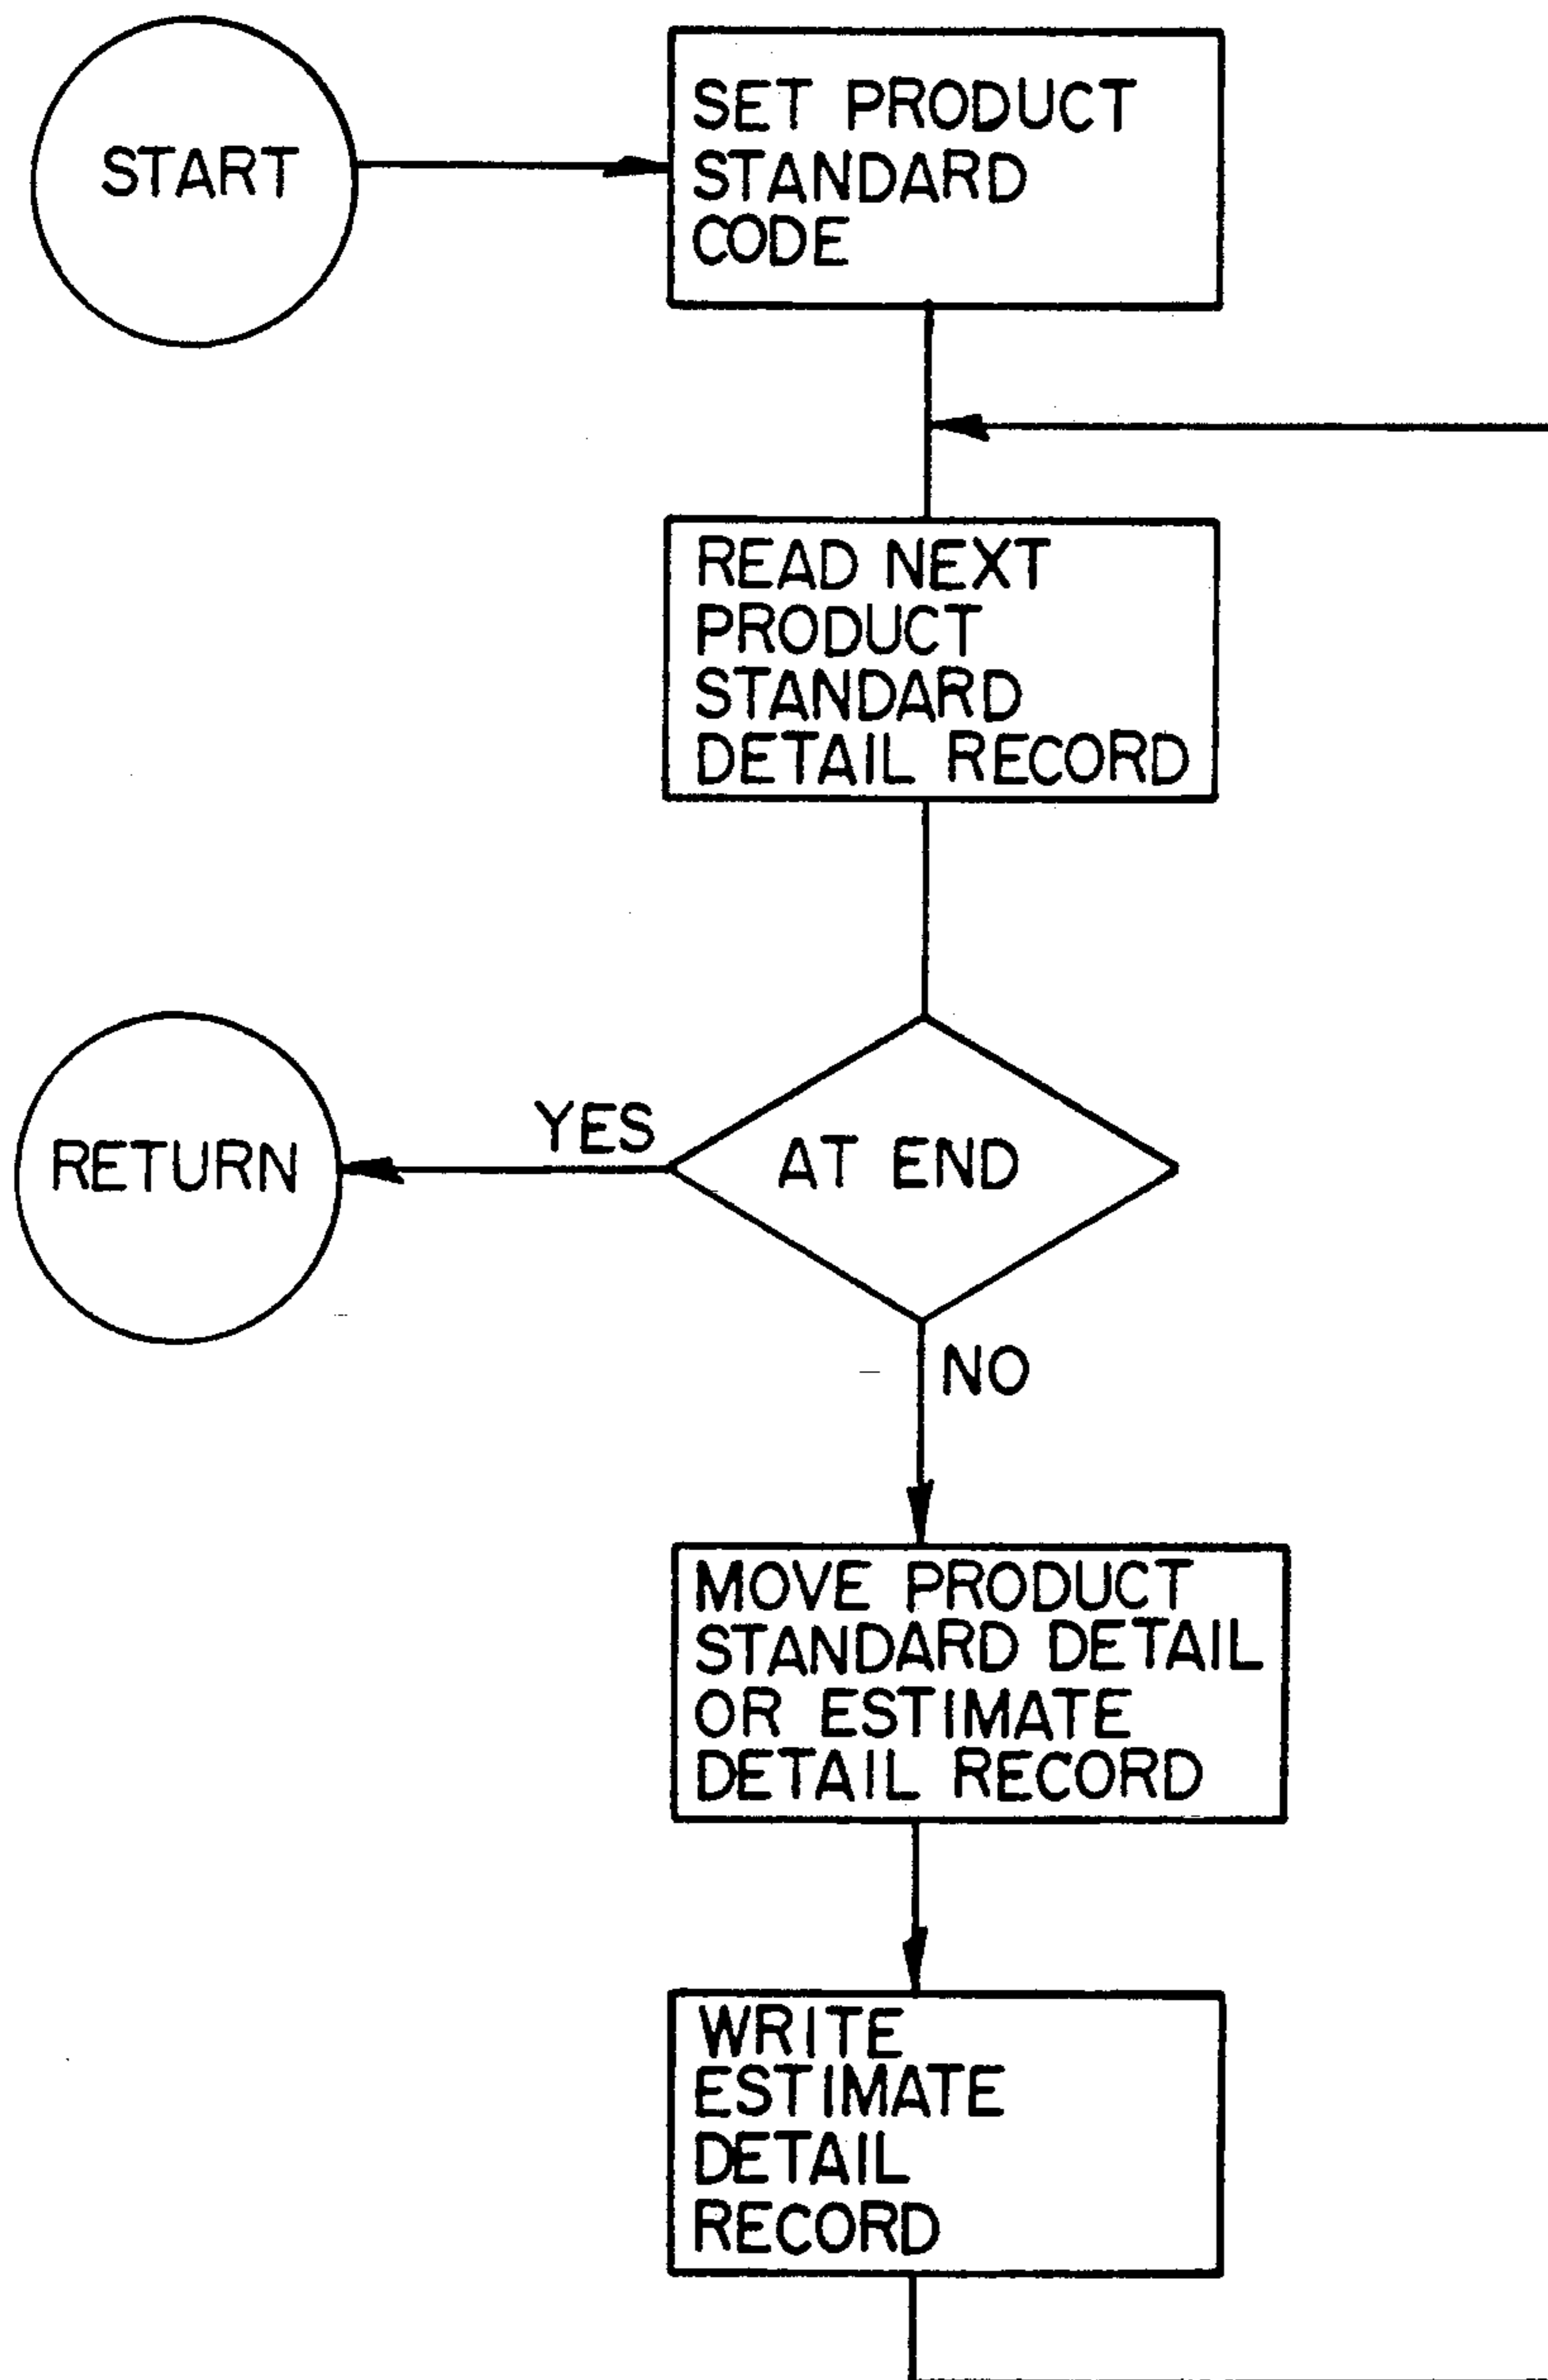 START
SET PRODUCT
STANDARD
CODE
READ NEXT
PRODUCT
STANDARD
DETAIL RECORD
YES
RETURN
AT END
NO
MOVE PRODUCT
STANDARD DETAIL
OR ESTIMATE
DETAIL RECORD
WRITE
ESTIMATE
DETAIL
RECORD